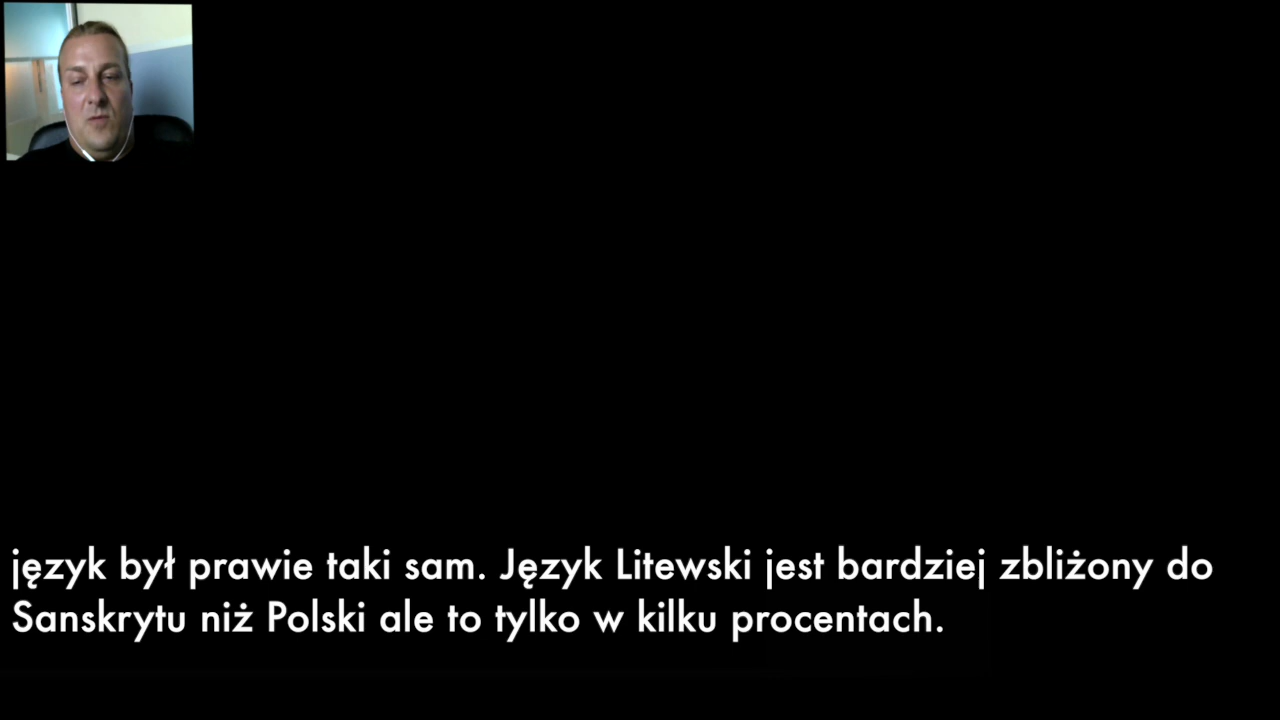 język był prawie taki sam. Język Litewski jest bardziej zbliżony do
Sanskrytu niż Polski ale to tylko w kilku procentach.